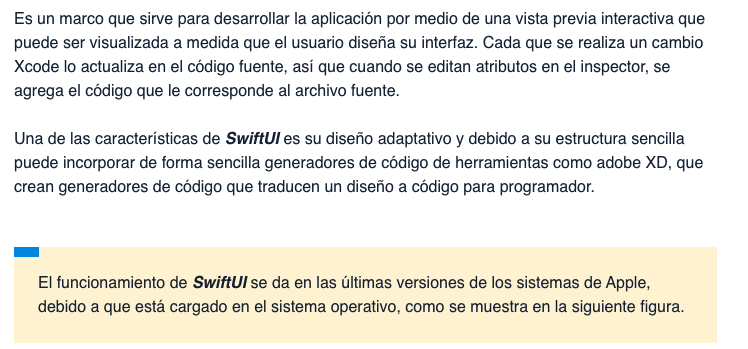 Es un marco que sirve para desarrollar la aplicación por medio de una vista previa interactiva que
puede ser visualizada a medida que el usuario diseña su interfaz. Cada que se realiza un cambio
Xcode lo actualiza en el código fuente, así que cuando se editan atributos en el inspector, se
agrega el código que le corresponde al archivo fuente.
Una de las características de SwiftUI es su diseño adaptativo y debido a su estructura sencilla
puede incorporar de forma sencilla generadores de código de herramientas como adobe XD, que
crean generadores de código que traducen un diseño a código para programador.
El funcionamiento de SwiftUI se da en las últimas versiones de los sistemas de Apple,
debido a que está cargado en el sistema operativo, como se muestra en la siguiente figura.